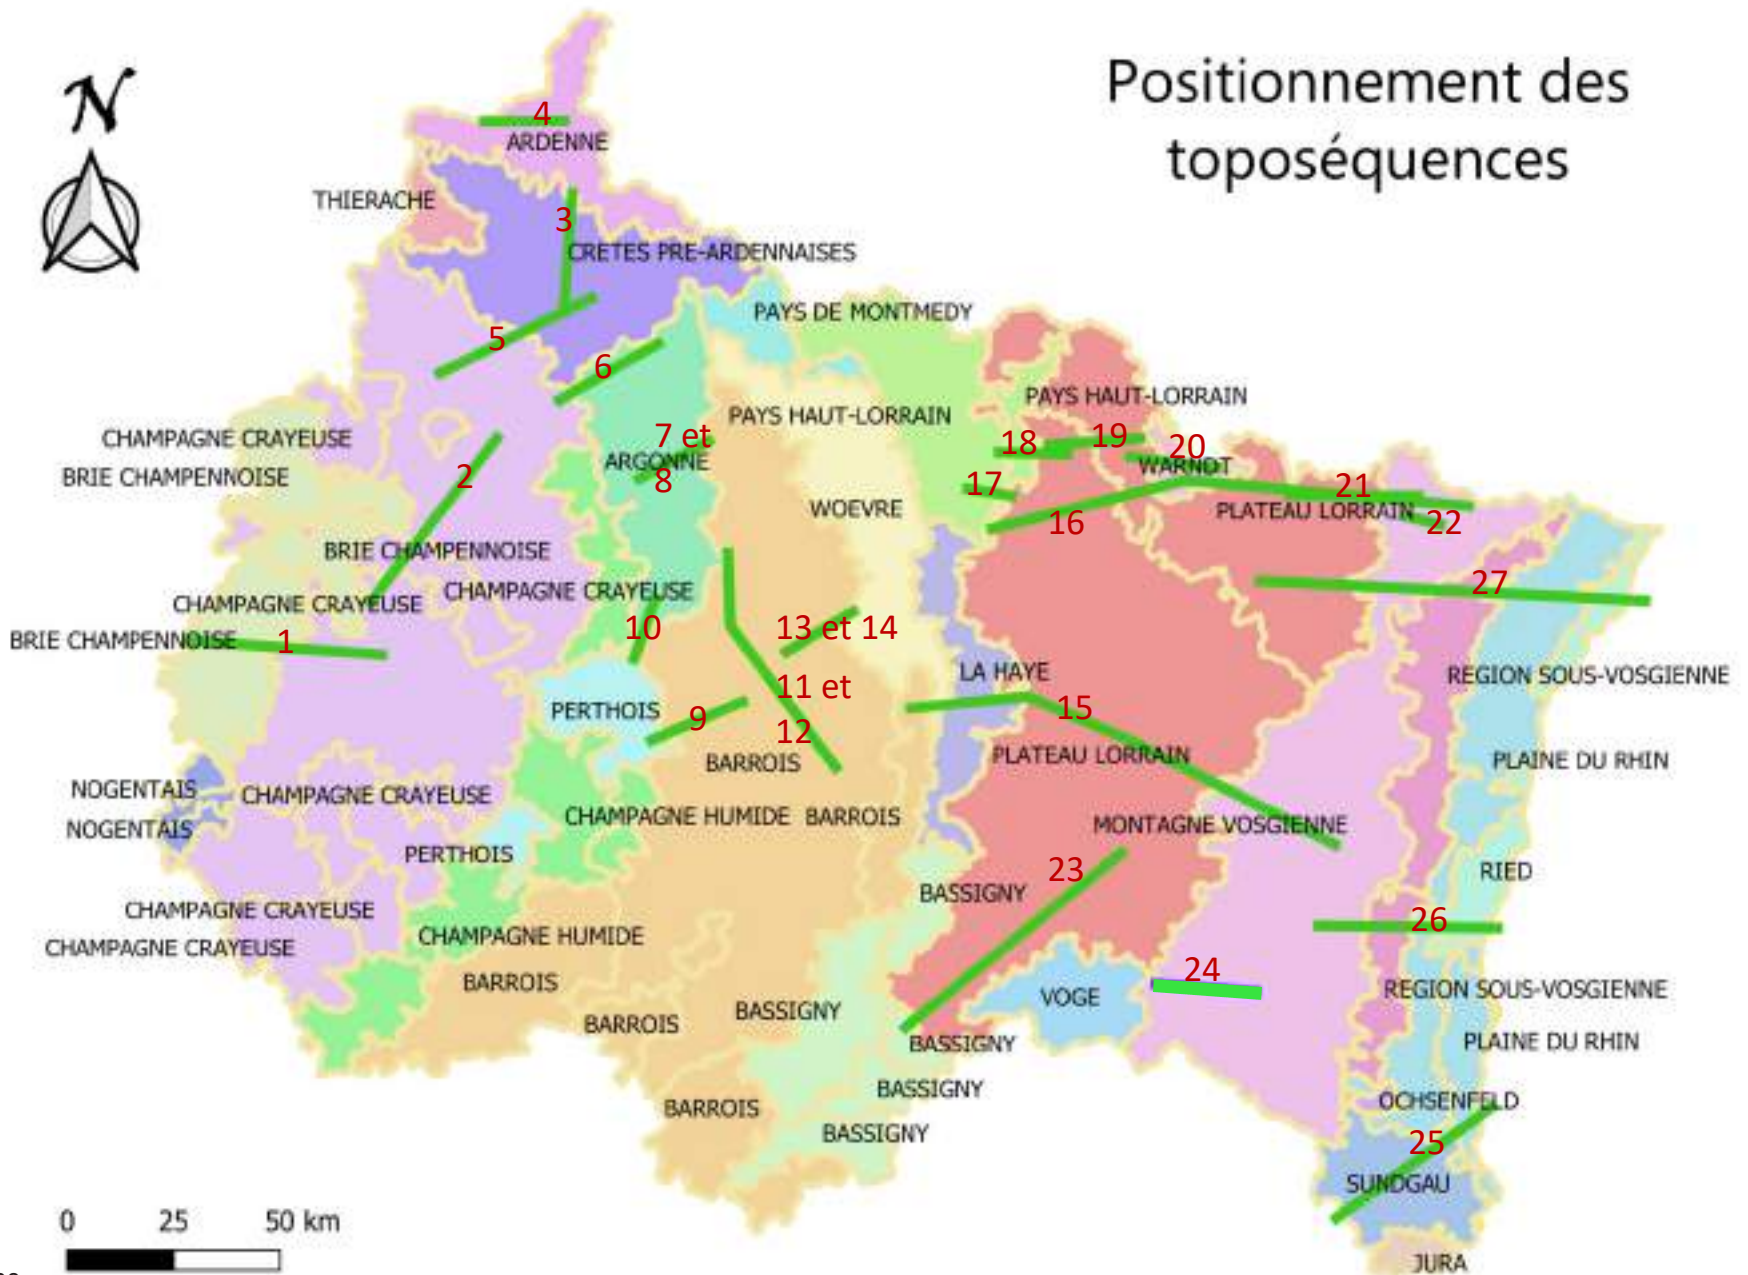 N
Positionnement des
toposéquences
4
ARDENNE
THIERACHE
3
CRETES PRE-ARDENNAISES
PAYS DE MONTMEDY
5
6
PAYS HAUT-LORRAIN
PAYS HAUT-LORRAIN
CHAMPAGNE CRAYEUSE
7 et
8
18
19
20
ARGONNE
WARNDT
BRIE CHAMPENNOISE
2
17
21
WOEVRE
16
PLATEAU LORRAIN
22
BRIE CHAMPENNOISE
27
CHAMPAGNE CRAYEUSE
CHAMPAGNE CRAYEUSE
10
13 et 14
BRIE CHAMPENNOISE
1
LA HAYE
REGION SOUS-VOSGIENNE
11 et
12
PERTHOIS
9
15
BARROIS
PLATEAU LORRAIN
PLAINE DU RHIN
NOGENTAIS
CHAMPAGNE CRAYEUSE
NOGENTAIS
CHAMPAGNE HUMIDE
BARROIS
MONTAGNE VOSGIENNE
PERTHOIS
23
RIED
BASSIGNY
CHAMPAGNE CRAYEUSE
26
CHAMPAGNE CRAYEUSE
CHAMPAGNE HUMIDE
24
BARROIS
VOGE
REGION SOUS-VOSGIENNE
BASSIGNY
BARROIS
BASSIGNY
PLAINE DU RHIN
BASSIGNY
OCHSENFELD
BARROIS
BASSIGNY
25
SUNDGAU
0 25 50 km
JURA